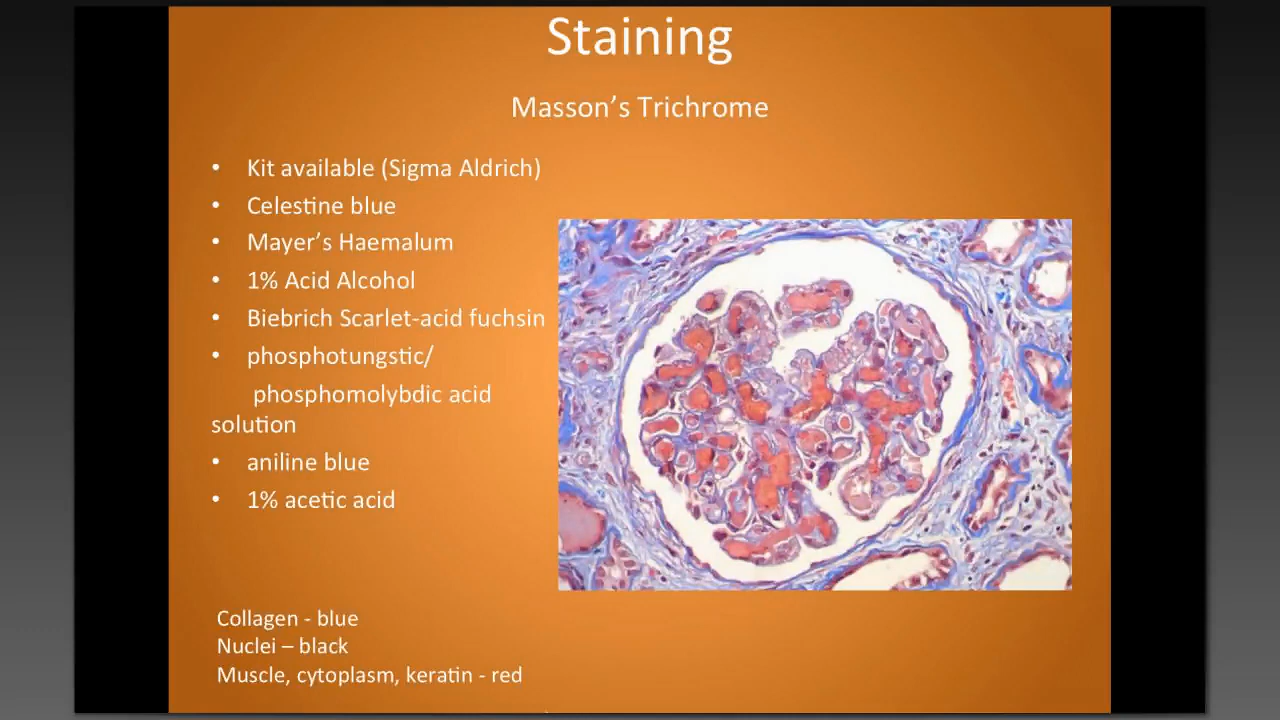 Staining
Masson’s Trichrome
• Kit available (Sigma Aldrich)
• Celestine blue
• Mayer’s Haemalum
• 1% Acid Alcohol
• Biebrich Scarlet-acid fuchsin
• phosphotungstic/
phosphomolybdic acid
solution
• aniline blue
• 1% acetic acid
Collagen - blue
Nuclei – black
Muscle, cytoplasm, keratin - red